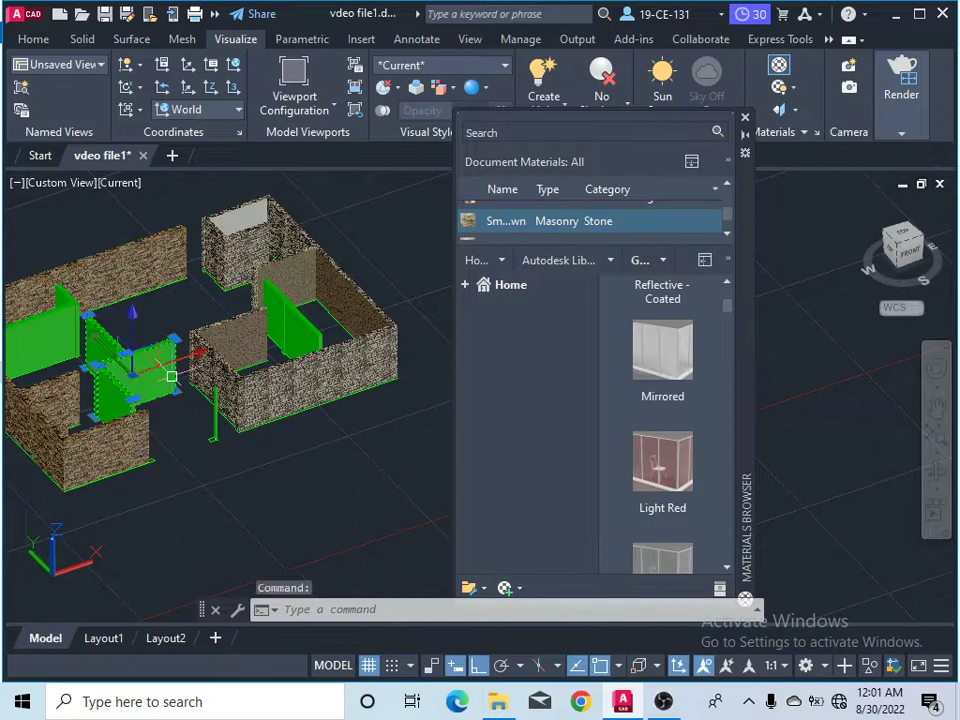 CAD
Share
vdeo file1.d...
Type a keyword or phrase
19-CE-131
30
Home Solid Surface Mesh Visualize Parametric Insert Annotate View Manage Output Add-ins Collaborate Express Tools
Unsaved View
*Current*
World
Viewport
Configuration
Opacity
Create
No
Sun
Sky Off
Render
Named Views
Coordinates
Model Viewports
Visual Style
Materials
Camera
Start
vdeo file1*
[−][Custom View][Current]
Search
Document Materials: All
Name Type Category
Sm...wn Masonry Stone
Ho...
Autodesk Lib...
G...
Home
Reflective -
Coated
Mirrored
Light Red
MATERIALS BROWSER
TOP
FRONT
W
S
E
WCS
Z
Y
X
Command:
Type a command
Activate Windows
Go to Settings to activate Windows.
Model
Layout1
Layout2
MODEL
1:1
Type here to search
12:01 AM
8/30/2022
4